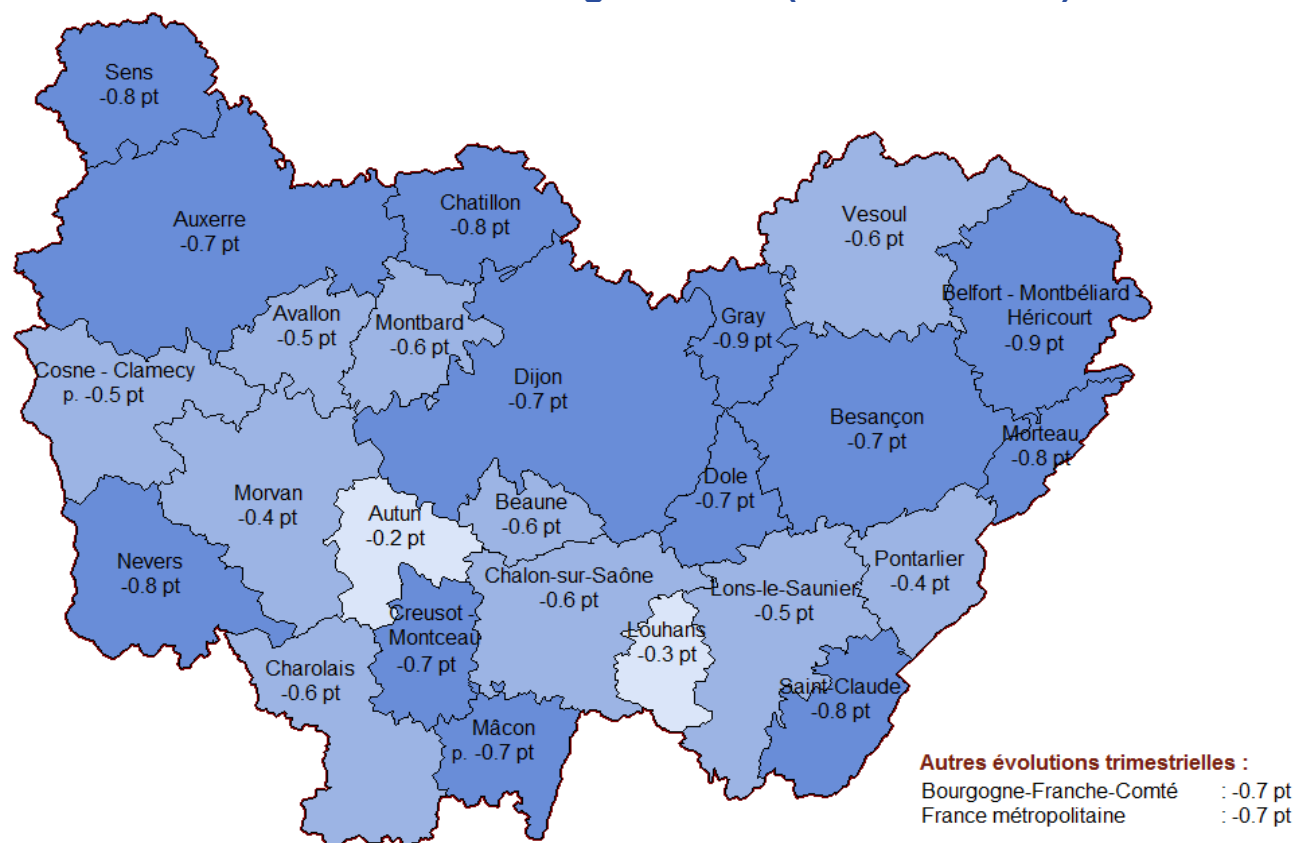 Sens
-0.8 pt
Auxerre
-0.7 pt
Chatillon
-0.8 pt
Vesoul
-0.6 pt
Avallon
-0.5 pt
Montbard
-0.6 pt
Gray
-0.9 pt
Belfort - Montbéliard
Héricourt
-0.9 pt
Cosne - Clamecy
p. -0.5 pt
Dijon
-0.7 pt
Besançon
-0.7 pt
Morteau
-0.8 pt
Morvan
-0.4 pt
Autun
-0.2 pt
Beaune
-0.6 pt
Dole
-0.7 pt
Nevers
-0.8 pt
Chalon-sur-Saône
-0.6 pt
Lons-le-Saunier
-0.5 pt
Pontarlier
-0.4 pt
Creusot -
Montceau
-0.7 pt
Louhans
-0.3 pt
Charolais
-0.6 pt
Saint-Claude
-0.8 pt
Mâcon
p. -0.7 pt
Autres évolutions trimestrielles :
Bourgogne-Franche-Comté : -0.7 pt
France métropolitaine : -0.7 pt